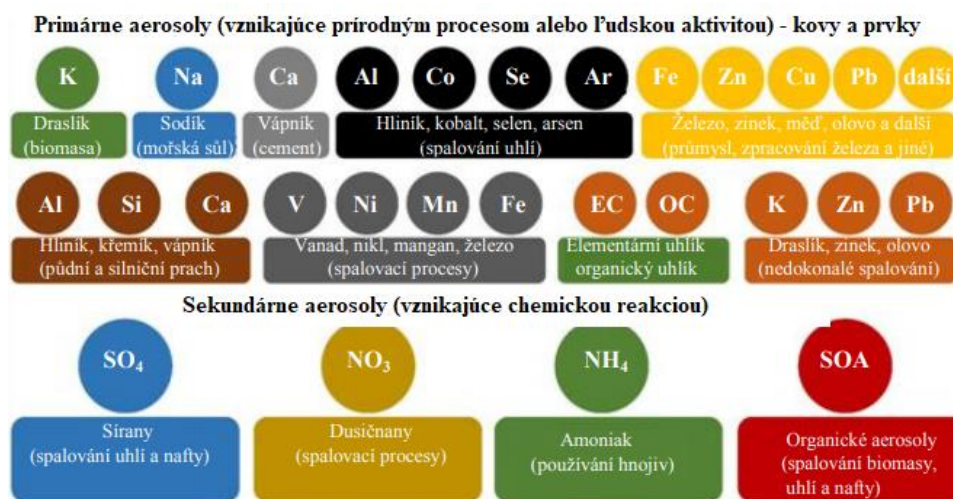 Primárne aerosoly (vznikajúce prírodným procesom alebo ľudskou aktivitou) - kovy a prvky
K
Na
Ca
Al
Co
Se
Ar
Fe
Zn
Cu
Pb
další
Draslík
(biomasa)
Sodík
(mořská sůl)
Vápník
(cement)
Hliník, kobalt, selen, arsen
(spalování uhlí)
Železo, zinek, měď, olovo a další
(průmysl, zpracování železa a jiné)
Al
Si
Ca
V
Ni
Mn
Fe
EC
OC
K
Zn
Pb
Hliník, křemík, vápník
(půdní a silniční prach)
Vanad, nikl, mangan, železo
(spalovací procesy)
Elementární uhlík
organický uhlík
Draslík, zinek, olovo
(nedokonalé spalování)
Sekundárne aerosoly (vznikajúce chemickou reakciou)
SO₄
NO₃
NH₄
SOA
Sírany
(spalování uhlí a nafty)
Dusičnany
(spalovací procesy)
Amoniak
(používání hnojiv)
Organické aerosoly
(spalování biomasy,
uhlí a nafty)